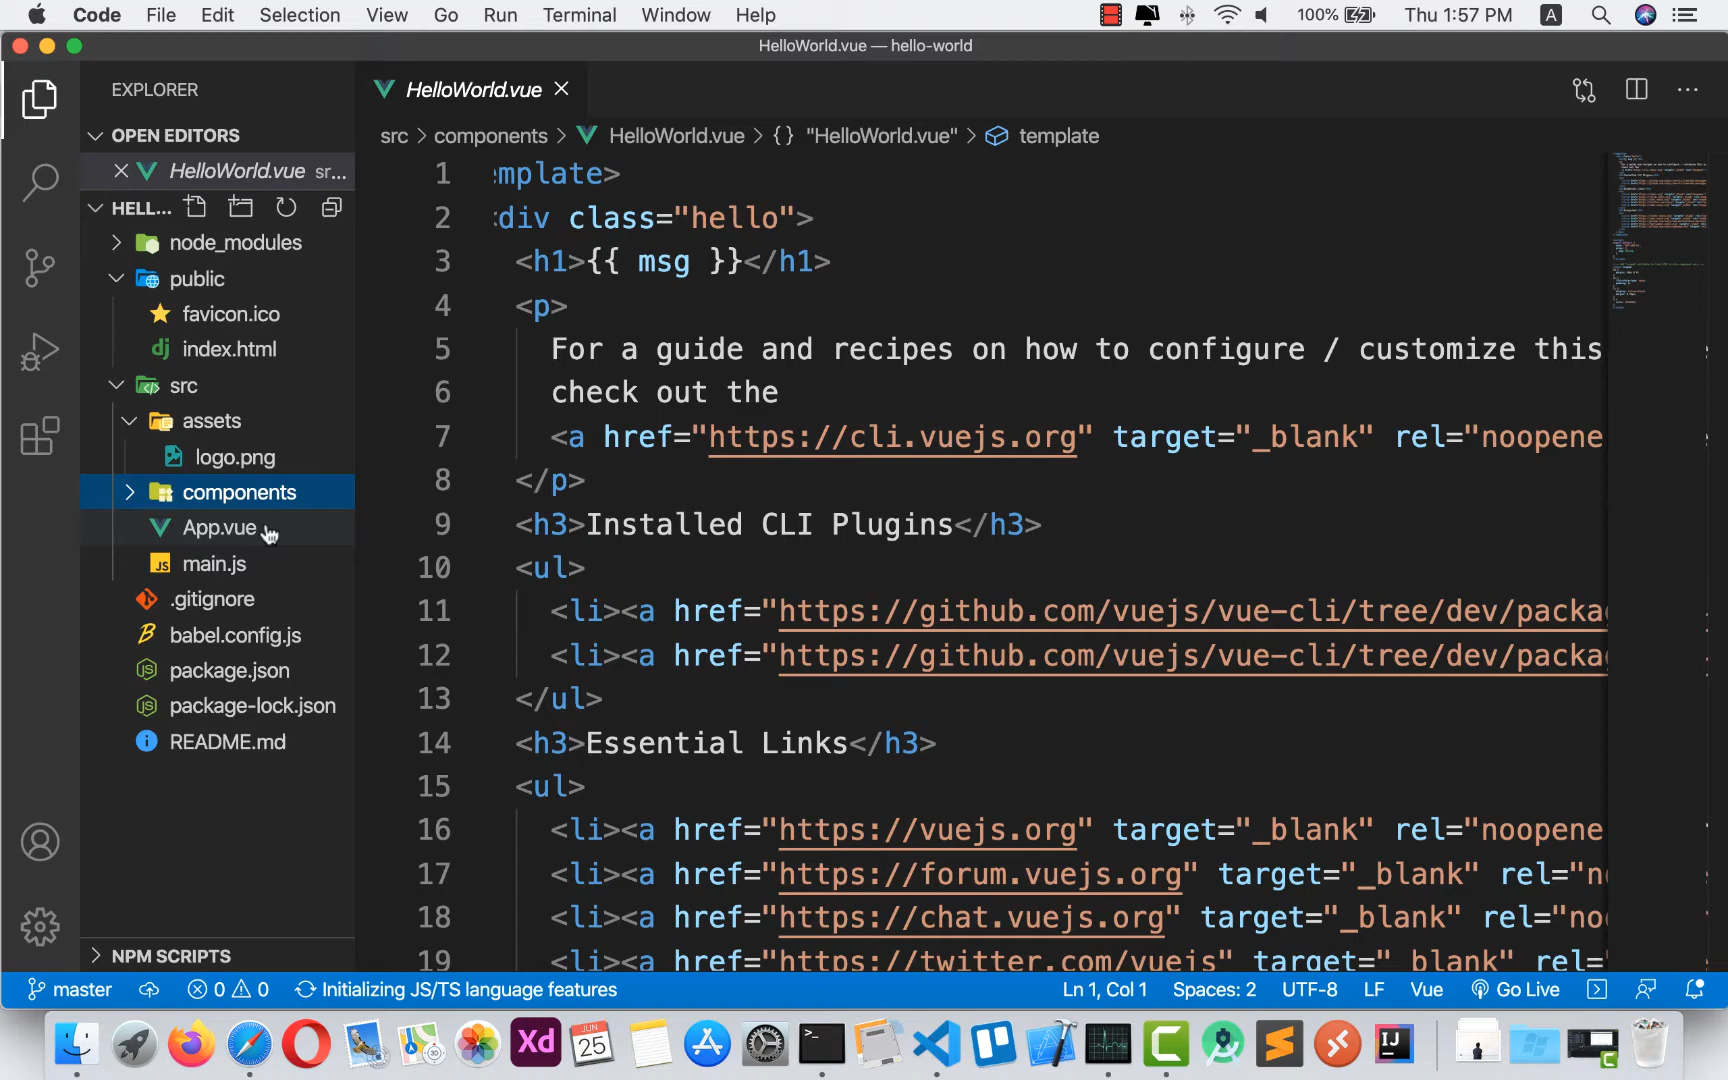 Code File Edit Selection View Go Run Terminal Window Help 100% Thu 1:57 PM A
HelloWorld.vue — hello-world
EXPLORER
HelloWorld.vue
OPEN EDITORS
src > components > HelloWorld.vue > {} "HelloWorld.vue" > template
HelloWorld.vue src...
HELL...
node_modules
public
favicon.ico
index.html
src
assets
logo.png
components
App.vue
JS main.js
.gitignore
babel.config.js
package.json
package-lock.json
README.md
NPM SCRIPTS
1 mplate>
2 div class="hello">
3 <h1>{{ msg }}</h1>
4 <p>
5 For a guide and recipes on how to configure / customize this
6 check out the
7 <a href="https://cli.vuejs.org" target="_blank" rel="noopene
8 </p>
9 <h3>Installed CLI Plugins</h3>
10 <ul>
11 <li><a href="https://github.com/vuejs/vue-cli/tree/dev/packa
12 <li><a href="https://github.com/vuejs/vue-cli/tree/dev/packa
13 </ul>
14 <h3>Essential Links</h3>
15 <ul>
16 <li><a href="https://vuejs.org" target="_blank" rel="noopene
17 <li><a href="https://forum.vuejs.org" target="_blank" rel="n
18 <li><a href="https://chat.vuejs.org" target="_blank" rel="no
19 <li><a href="https://twitter.com/vuejs" target="_blank" rel=
master 0 0 Initializing JS/TS language features Ln 1, Col 1 Spaces: 2 UTF-8 LF Vue Go Live
Xd
JUN
25
IJ